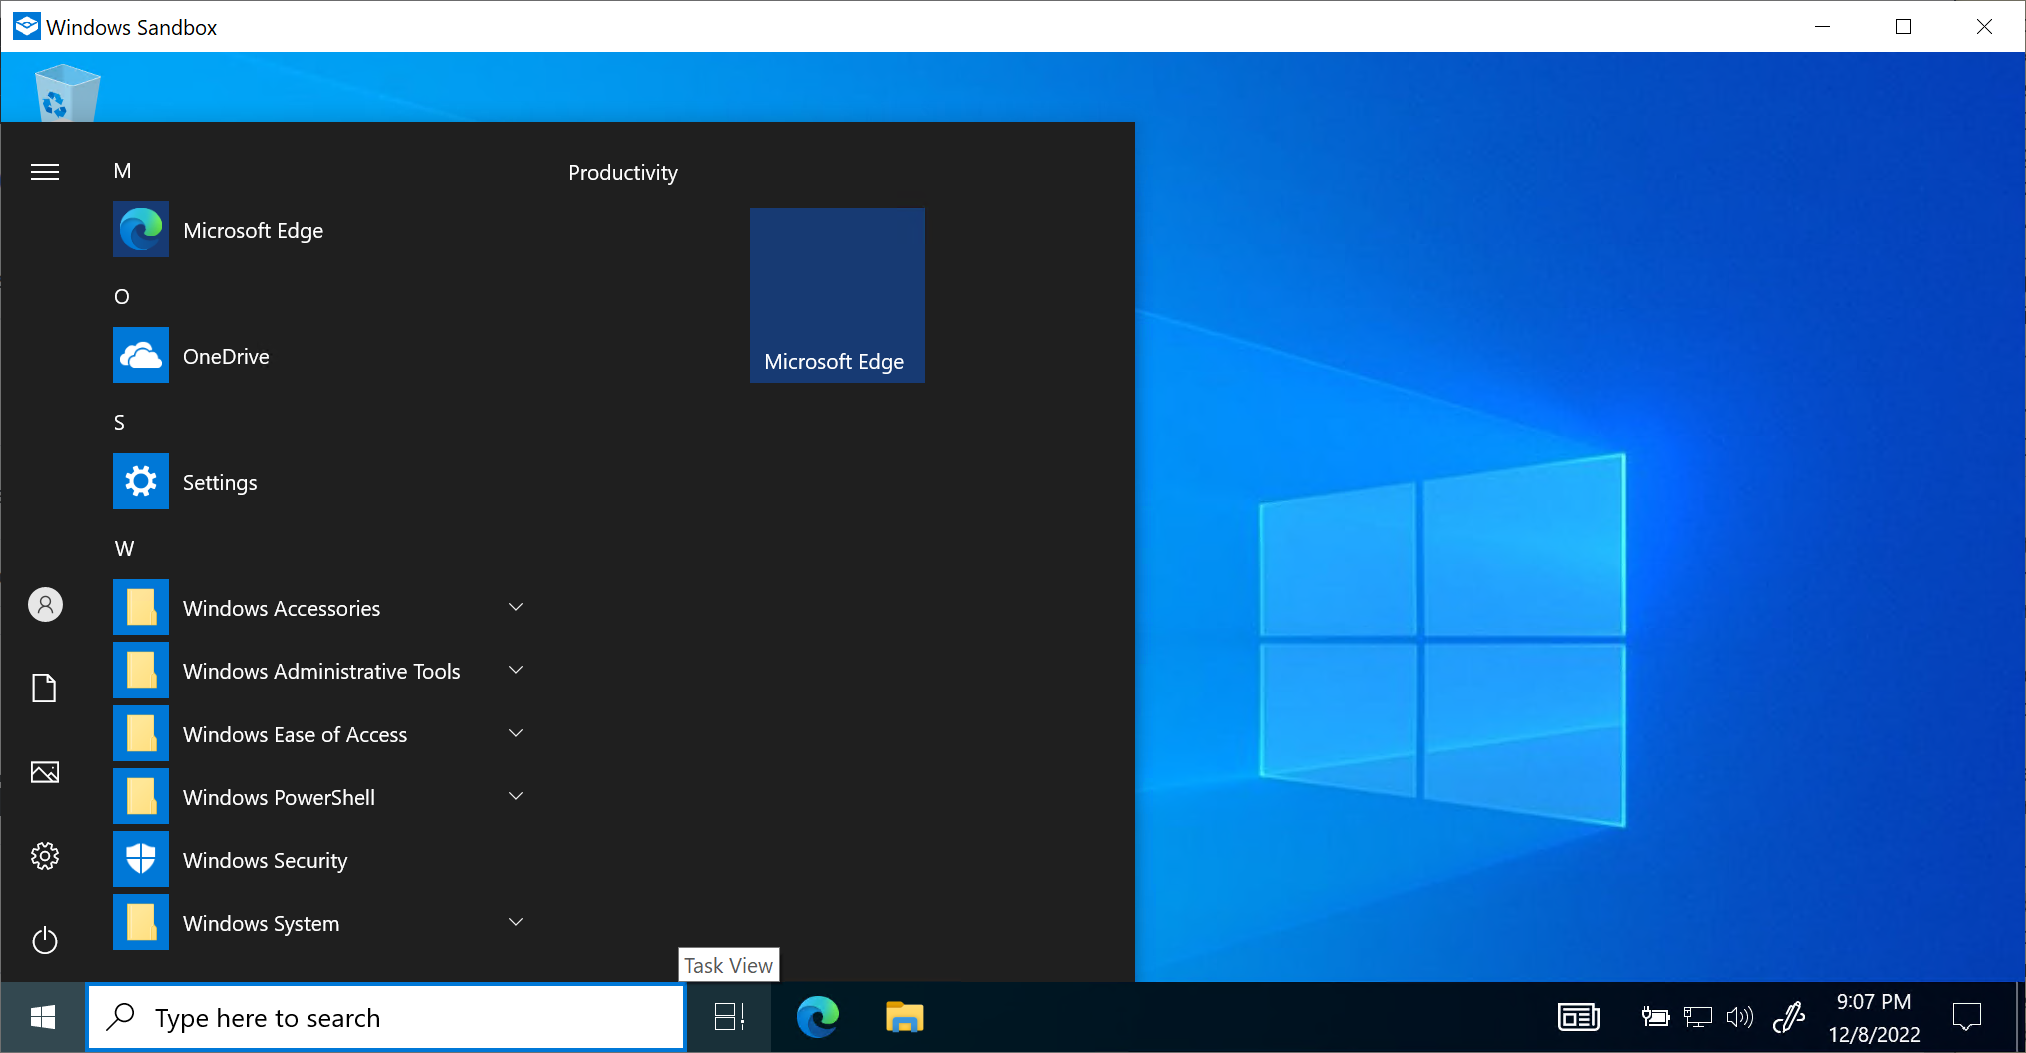 Windows Sandbox
M
Productivity
Microsoft Edge
O
OneDrive
Microsoft Edge
S
Settings
W
Windows Accessories
Windows Administrative Tools
Windows Ease of Access
Windows PowerShell
Windows Security
Windows System
Task View
Type here to search
9:07 PM
12/8/2022